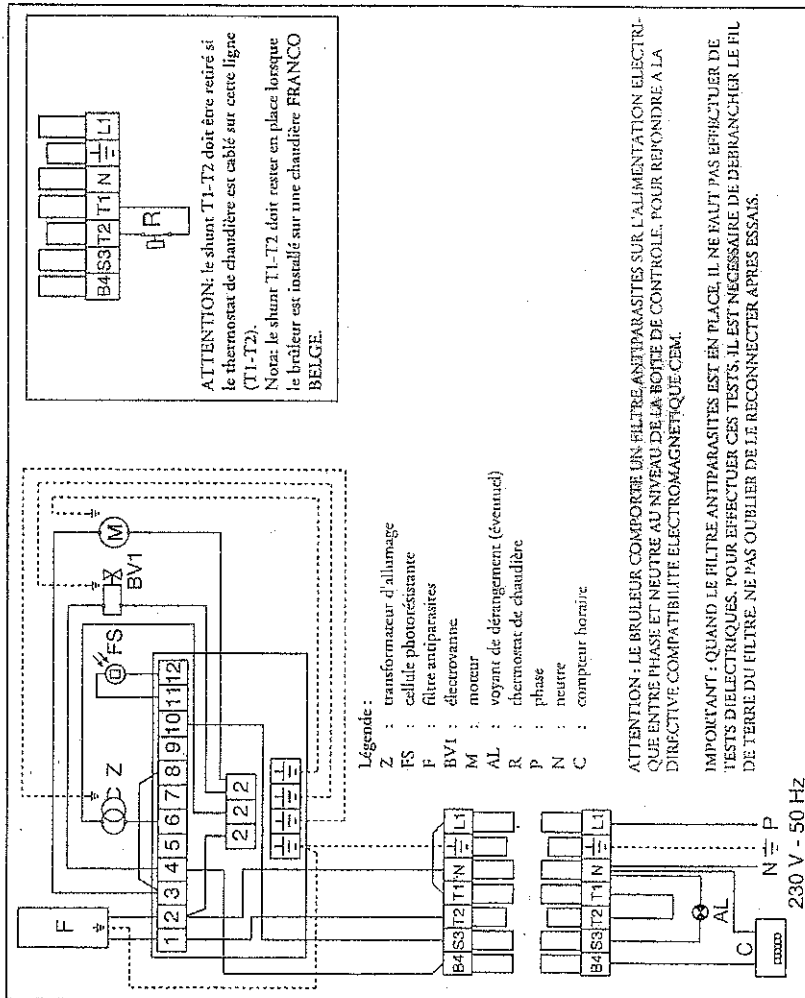 F
Z
FS
BV1
M
1 2 3 4 5 6 7 8 9 10 11 12
2 2 2
B4 S3 T2 T1 N L1
B4 S3 T2 T1 N L1
AL
C
N P
230 V - 50 Hz
B4 S3 T2 T1 N L1
R
ATTENTION: le shunt T1-T2 doit être retiré si
le thermostat de chaudière est cablé sur cette ligne
(T1-T2).
Nota: le shunt T1-T2 doit rester en place lorsque
le brûleur est installé sur une chaudière FRANCO
BELGE.
Légende :
Z : transformateur d'allumage
FS : cellule photorésistante
F : filtre antiparasites
BV1 : électrovanne
M : moteur
AL : voyant de dérangement (éventuel)
R : thermostat de chaudière
P : phase
N : neutre
C : compteur horaire
ATTENTION : LE BRULEUR COMPORTE UN FILTRE ANTIPARASITES SUR L'ALIMENTATION ELECTRI-
QUE ENTRE PHASE ET NEUTRE AU NIVEAU DE LA BOITE DE CONTROLE, POUR REPONDRE A LA
DIRECTIVE COMPATIBILITE ELECTROMAGNETIQUE CEM.
IMPORTANT : QUAND LE FILTRE ANTIPARASITES EST EN PLACE, IL NE FAUT PAS EFFECTUER DE
TESTS DIELECTRIQUES. POUR EFFECTUER CES TESTS, IL EST NECESSAIRE DE DEBRANCHER LE FIL
DE TERRE DU FILTRE. NE PAS OUBLIER DE LE RECONNECTER APRES ESSAIS.